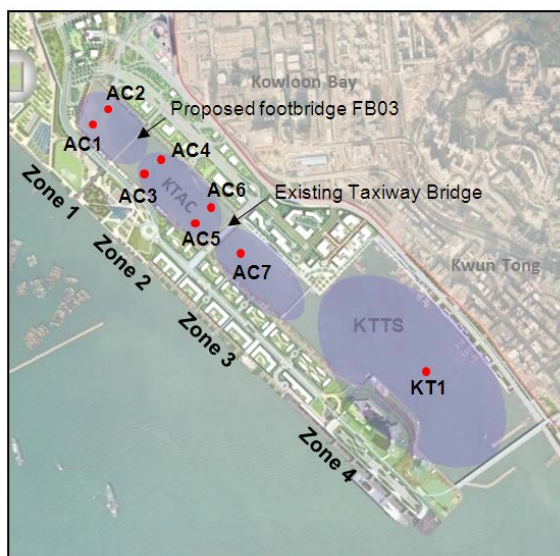 Kowloon Bay
AC2
Proposed footbridge FB03
AC1
AC4
AC3
KTAC
AC6
Existing Taxiway Bridge
Zone 1
AC5
Zone 2
AC7
Kwun Tong
Zone 3
KTTS
KT1
Zone 4